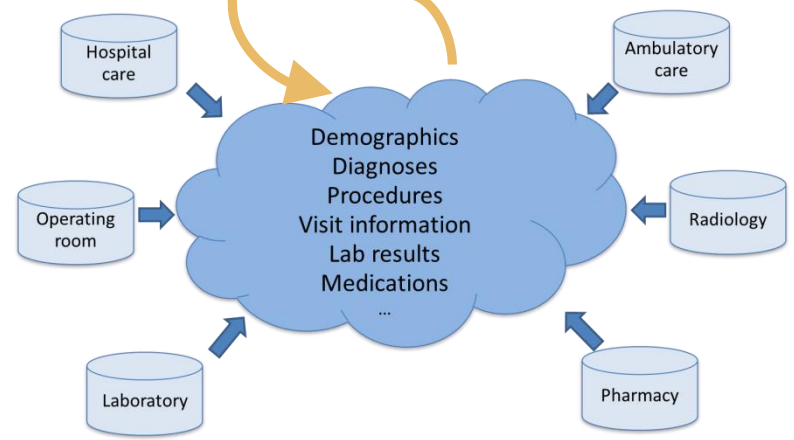 Hospital
care
Ambulatory
care
Demographics
Diagnoses
Procedures
Visit information
Lab results
Medications
...
Operating
room
Radiology
Laboratory
Pharmacy